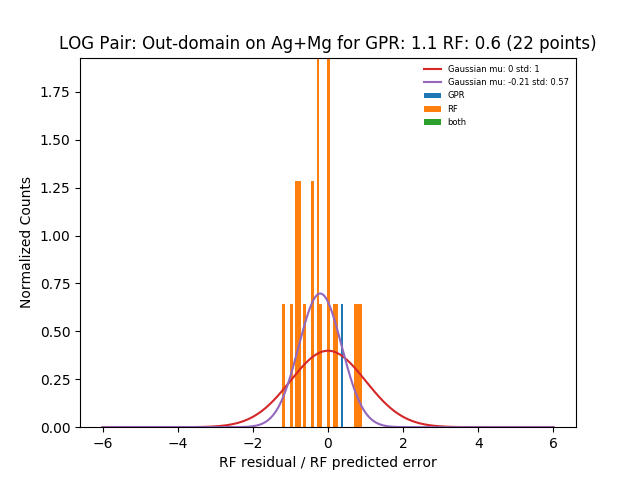 LOG Pair: Out-domain on Ag+Mg for GPR: 1.1 RF: 0.6 (22 points)
Gaussian mu: 0 std: 1
Gaussian mu: -0.21 std: 0.57
GPR
RF
both
Normalized Counts
1.75
1.50
1.25
1.00
0.75
0.50
0.25
0.00
−6 −4 −2 0 2 4 6
RF residual / RF predicted error